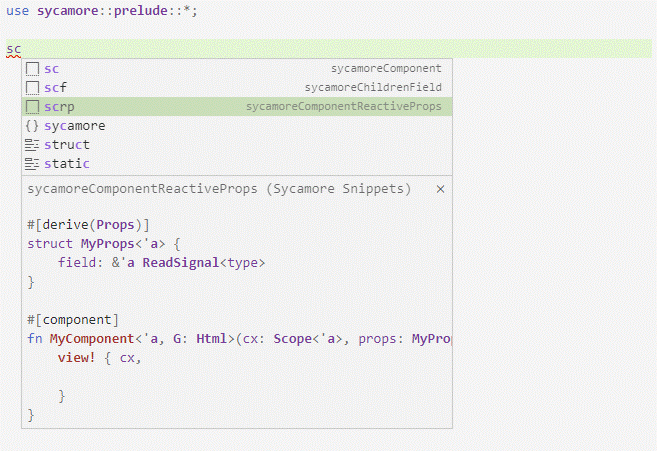 use sycamore::prelude::*;
sc
sc sycamoreComponent
scf sycamoreChildrenField
scrp sycamoreComponentReactiveProps
{} sycamore
struct
static
sycamoreComponentReactiveProps (Sycamore Snippets) ×
#[derive(Props)]
struct MyProps<'a> {
    field: &'a ReadSignal<type>
}
#[component]
fn MyComponent<'a, G: Html>(cx: Scope<'a>, props: MyProp
    view! { cx,
    }
}